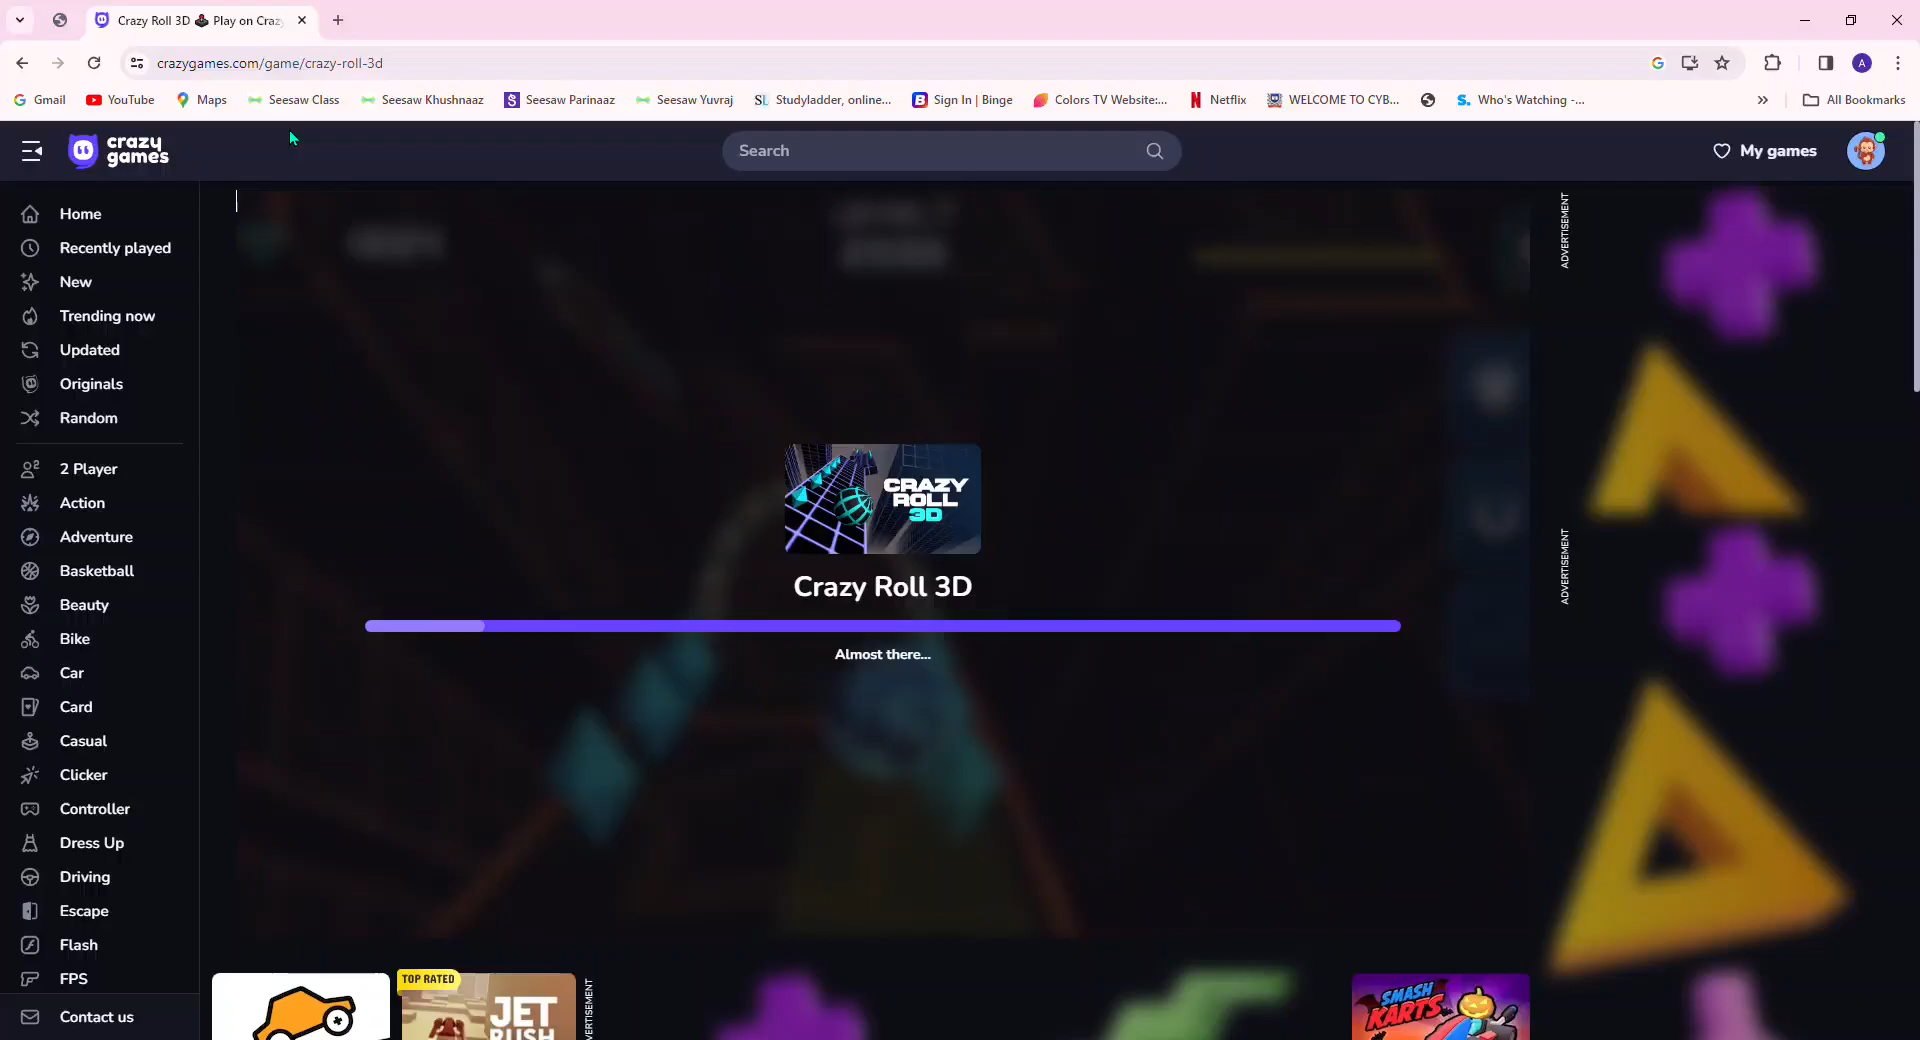 Crazy Roll 3D 🕹️ Play on Crazy
crazygames.com/game/crazy-roll-3d
A
Gmail
YouTube
Maps
Seesaw Class
Seesaw Khushnaaz
Seesaw Parinaaz
Seesaw Yuvraj
Studyladder, online...
Sign In | Binge
Colors TV Website:...
Netflix
WELCOME TO CYB...
Who's Watching -...
All Bookmarks
crazy
games
Search
My games
Home
Recently played
New
Trending now
Updated
Originals
Random
2 Player
Action
Adventure
Basketball
Beauty
Bike
Car
Card
Casual
Clicker
Controller
Dress Up
Driving
Escape
Flash
FPS
Contact us
CRAZY
ROLL
3D
Crazy Roll 3D
Almost there...
ADVERTISEMENT
ADVERTISEMENT
TOP RATED
JET
RUSH
SMASH
KARTS